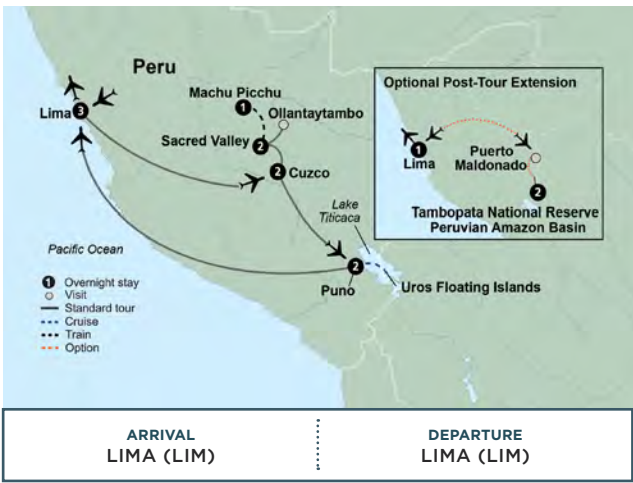 Peru
Machu Picchu
1
Ollantaytambo
Lima 3
Sacred Valley 2
2 Cuzco
Lake
Titicaca
Pacific Ocean
2
Puno
Uros Floating Islands
1 Overnight stay
Visit
Standard tour
Cruise
Train
Option
Optional Post-Tour Extension
1
Lima
Puerto
Maldonado
2
Tambopata National Reserve
Peruvian Amazon Basin
ARRIVAL
LIMA (LIM)
DEPARTURE
LIMA (LIM)